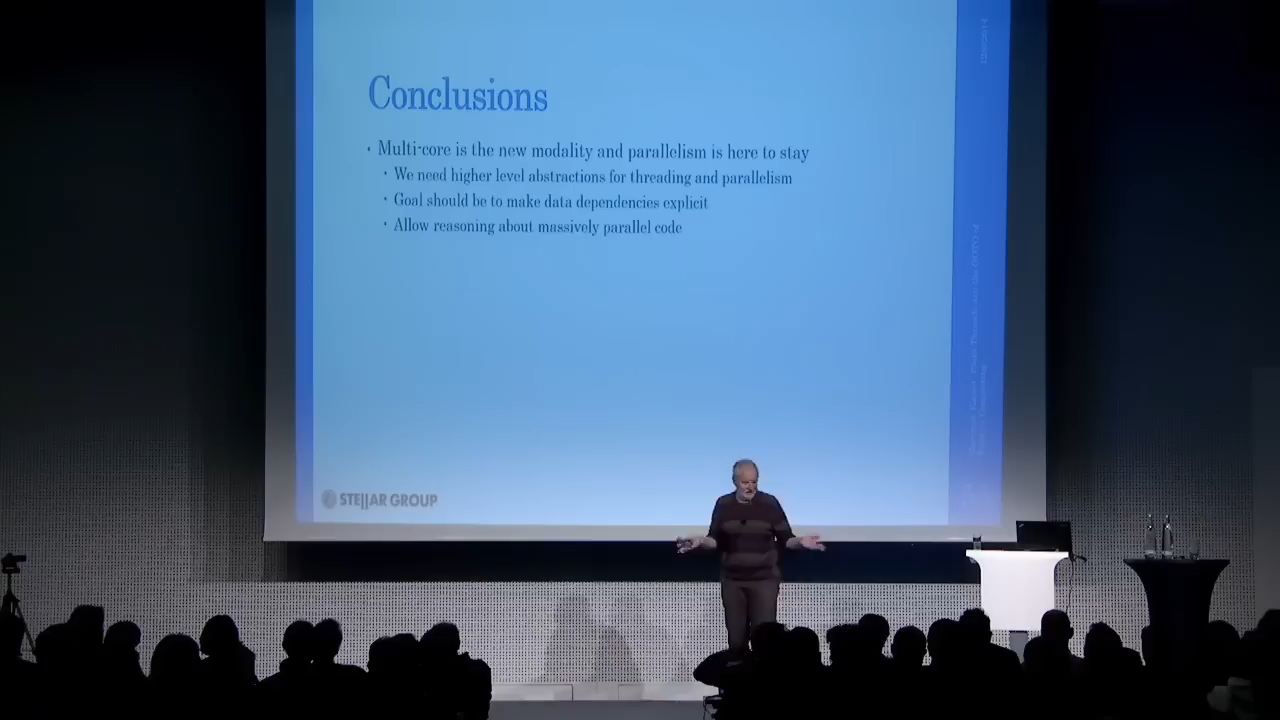 Conclusions
• Multi-core is the new modality and parallelism is here to stay
• We need higher level abstractions for threading and parallelism
• Goal should be to make data dependencies explicit
• Allow reasoning about massively parallel code
STE||AR GROUP